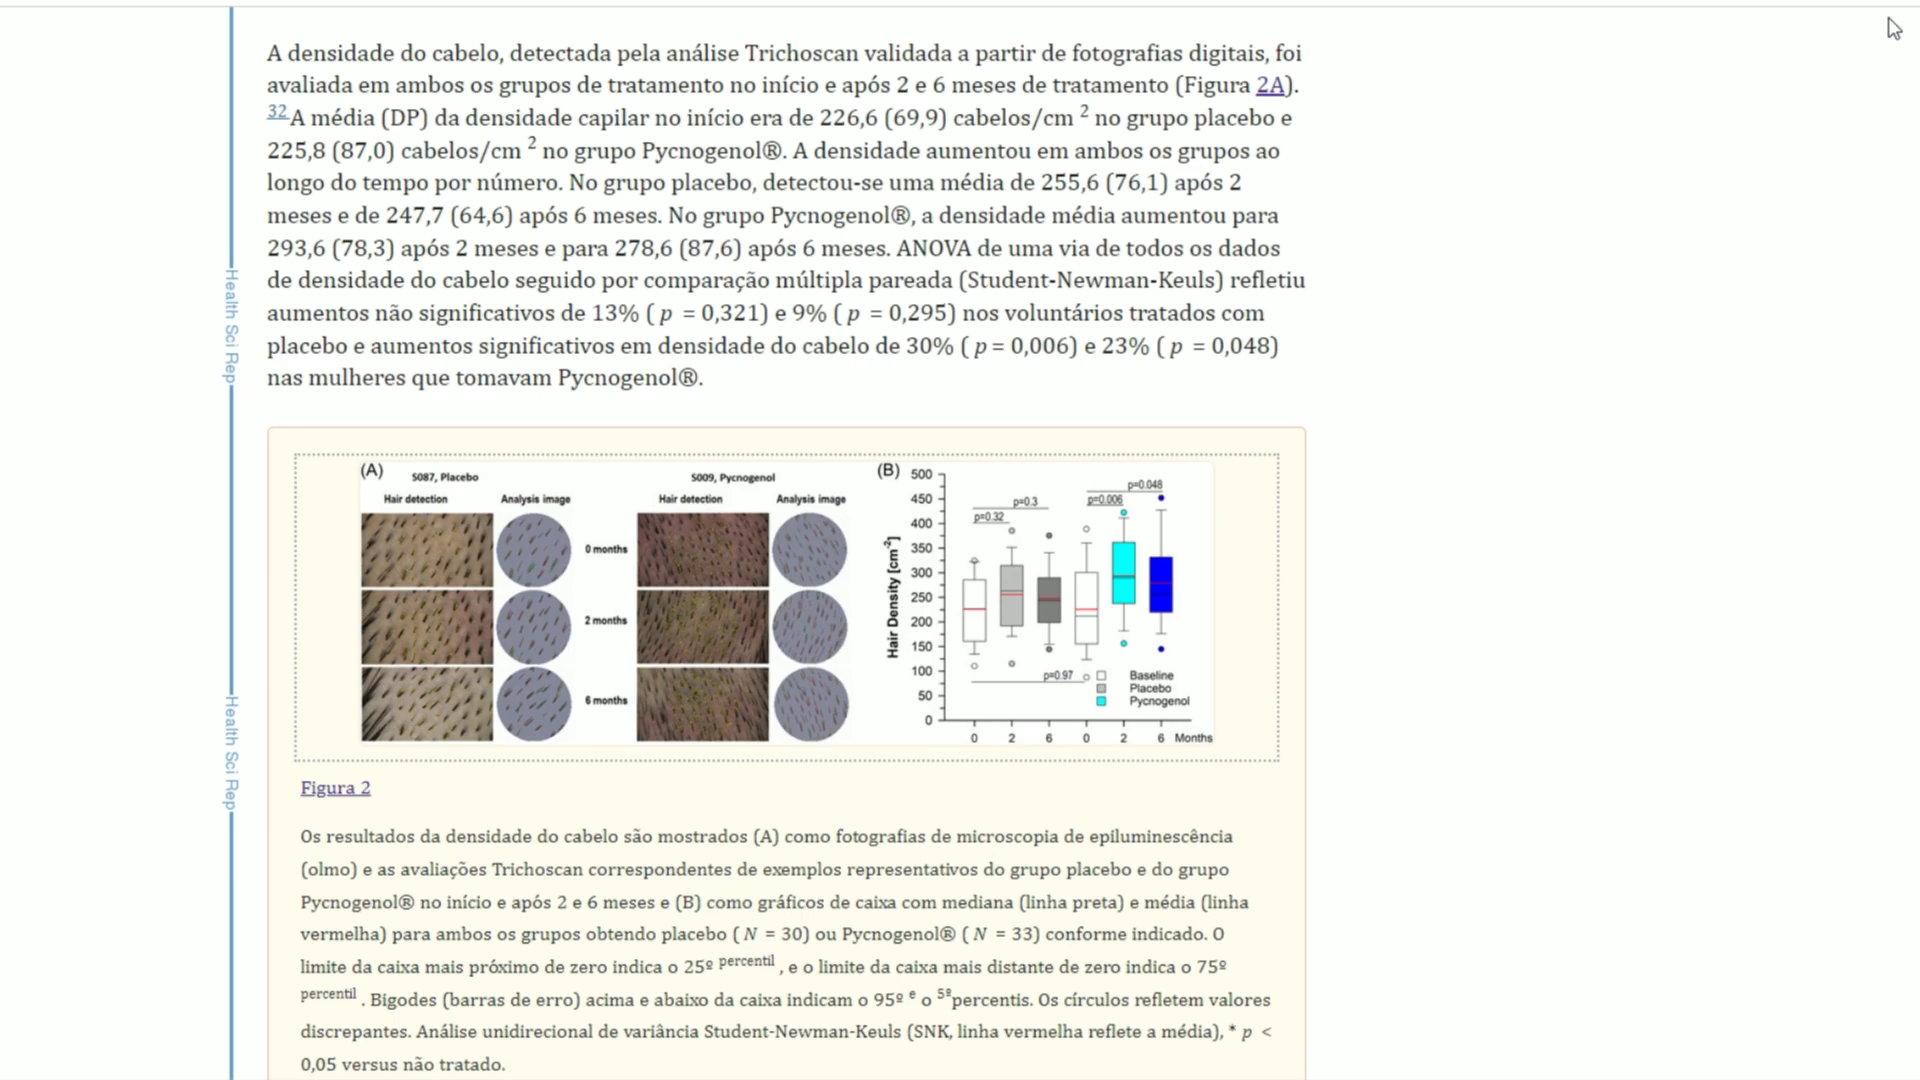 A densidade do cabelo, detectada pela análise Trichoscan validada a partir de fotografias digitais, foi
avaliada em ambos os grupos de tratamento no início e após 2 e 6 meses de tratamento (Figura 2A).
32 A média (DP) da densidade capilar no início era de 226,6 (69,9) cabelos/cm 2 no grupo placebo e
225,8 (87,0) cabelos/cm 2 no grupo Pycnogenol®. A densidade aumentou em ambos os grupos ao
longo do tempo por número. No grupo placebo, detectou-se uma média de 255,6 (76,1) após 2
meses e de 247,7 (64,6) após 6 meses. No grupo Pycnogenol®, a densidade média aumentou para
293,6 (78,3) após 2 meses e para 278,6 (87,6) após 6 meses. ANOVA de uma via de todos os dados
de densidade do cabelo seguido por comparação múltipla pareada (Student-Newman-Keuls) refletiu
aumentos não significativos de 13% ( p = 0,321) e 9% ( p = 0,295) nos voluntários tratados com
placebo e aumentos significativos em densidade do cabelo de 30% ( p = 0,006) e 23% ( p = 0,048)
nas mulheres que tomavam Pycnogenol®.
Health Sci Rep
Health Sci Rep
(A)
S087, Placebo
S009, Pycnogenol
Hair detection
Analysis image
Hair detection
Analysis image
0 months
2 months
6 months
(B)
Hair Density [cm-2]
500
450
400
350
300
250
200
150
100
50
0
p=0.32
p=0.3
p=0.006
p=0.048
p=0.97
Baseline
Placebo
Pycnogenol
0 2 6 0 2 6 Months
Figura 2
Os resultados da densidade do cabelo são mostrados (A) como fotografias de microscopia de epiluminescência
(olmo) e as avaliações Trichoscan correspondentes de exemplos representativos do grupo placebo e do grupo
Pycnogenol® no início e após 2 e 6 meses e (B) como gráficos de caixa com mediana (linha preta) e média (linha
vermelha) para ambos os grupos obtendo placebo ( N = 30) ou Pycnogenol® ( N = 33) conforme indicado. O
limite da caixa mais próximo de zero indica o 25º percentil , e o limite da caixa mais distante de zero indica o 75º
percentil . Bigodes (barras de erro) acima e abaixo da caixa indicam o 95º e o 5º percentis. Os círculos refletem valores
discrepantes. Análise unidirecional de variância Student-Newman-Keuls (SNK, linha vermelha reflete a média), * p <
0,05 versus não tratado.